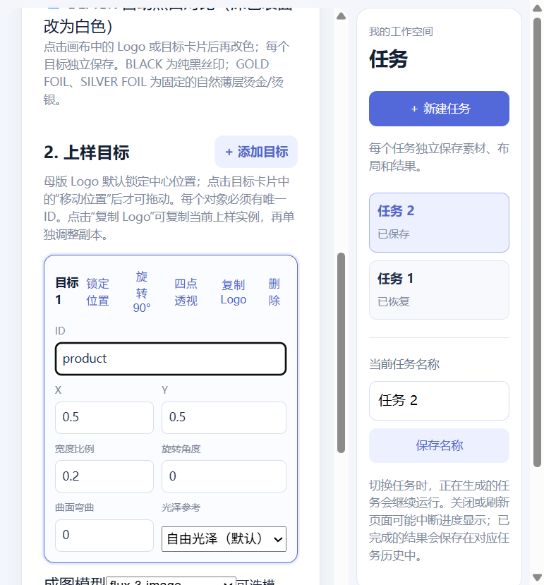 改为白色）
点击画布中的 Logo 或目标卡片后再改色；每个
目标独立保存。BLACK 为纯黑丝印；GOLD
FOIL、SILVER FOIL 为固定的自然薄层烫金/烫
银。
2. 上样目标
+ 添加目标
母版 Logo 默认锁定中心位置；点击目标卡片中
的“移动位置”后才可拖动。每个对象必须有唯一
ID。点击“复制 Logo”可复制当前上样实例，再单
独调整副本。
目标
1
锁定
位置
旋
转
90°
四点
透视
复制
Logo
删
除
ID
product
X
Y
0.5
0.5
宽度比例
旋转角度
0.2
0
曲面弯曲
光泽参考
0
自由光泽（默认）
成图模型 flux-3-image 可选模
我的工作空间
任务
+ 新建任务
每个任务独立保存素材、布
局和结果。
任务 2
已保存
任务 1
已恢复
当前任务名称
任务 2
保存名称
切换任务时，正在生成的任
务会继续运行。关闭或刷新
页面可能中断进度显示；已
完成的结果会保存在对应任
务历史中。